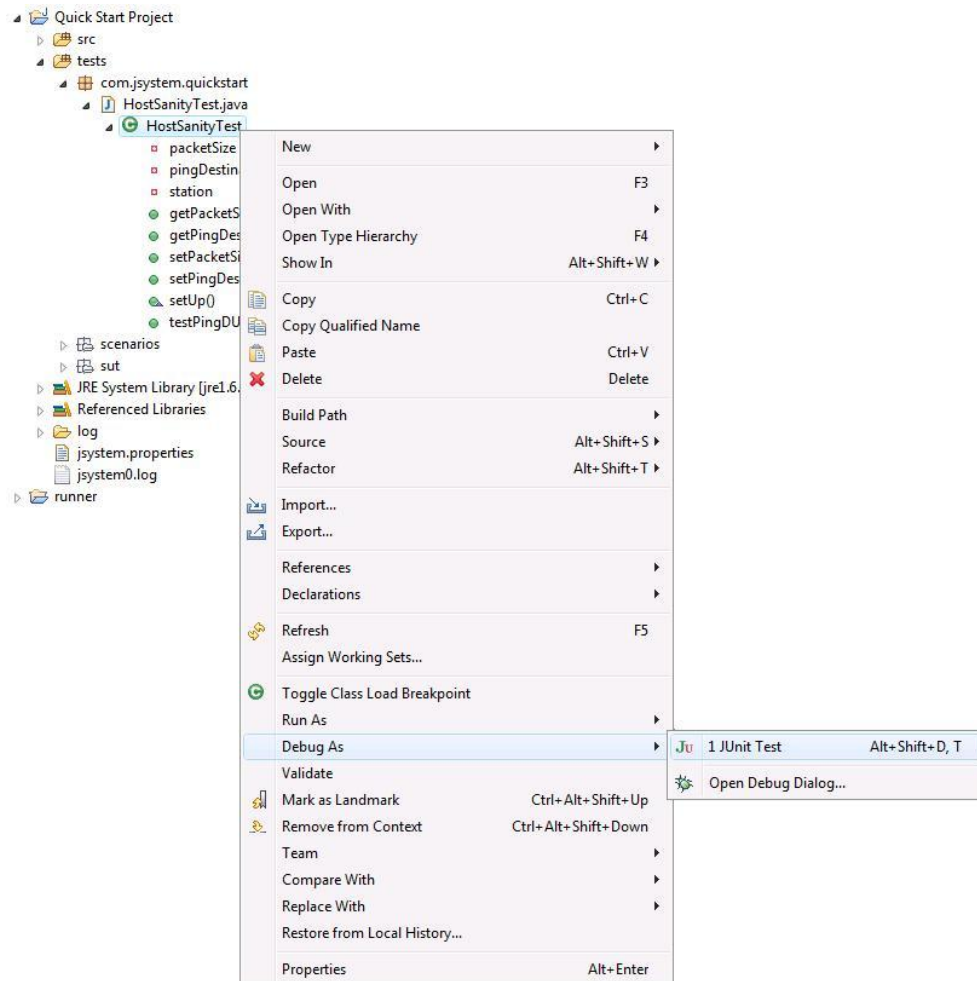 Quick Start Project
src
tests
com.jsystem.quickstart
HostSanityTest.java
HostSanityTest
packetSize
pingDestin
station
getPacketS
getPingDes
setPacketSi
setPingDes
setUp()
testPingDU
scenarios
sut
JRE System Library [jre1.6.
Referenced Libraries
log
jsystem.properties
jsystem0.log
runner
New
Open F3
Open With
Open Type Hierarchy F4
Show In Alt+Shift+W
Copy Ctrl+C
Copy Qualified Name
Paste Ctrl+V
Delete Delete
Build Path
Source Alt+Shift+S
Refactor Alt+Shift+T
Import...
Export...
References
Declarations
Refresh F5
Assign Working Sets...
Toggle Class Load Breakpoint
Run As
Debug As
Ju 1 JUnit Test Alt+Shift+D, T
Open Debug Dialog...
Validate
Mark as Landmark Ctrl+Alt+Shift+Up
Remove from Context Ctrl+Alt+Shift+Down
Team
Compare With
Replace With
Restore from Local History...
Properties Alt+Enter